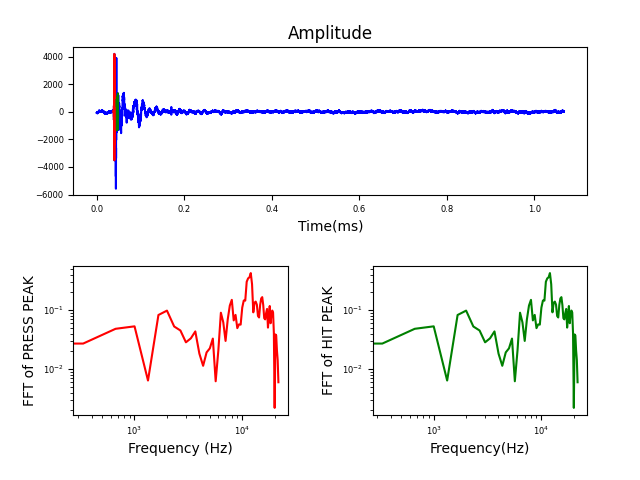 Amplitude
4000
2000
0
−2000
−4000
−6000
0.0 0.2 0.4 0.6 0.8 1.0
Time(ms)
FFT of PRESS PEAK
10⁻¹
10⁻²
10³ 10⁴
Frequency (Hz)
FFT of HIT PEAK
10⁻¹
10⁻²
10³ 10⁴
Frequency(Hz)